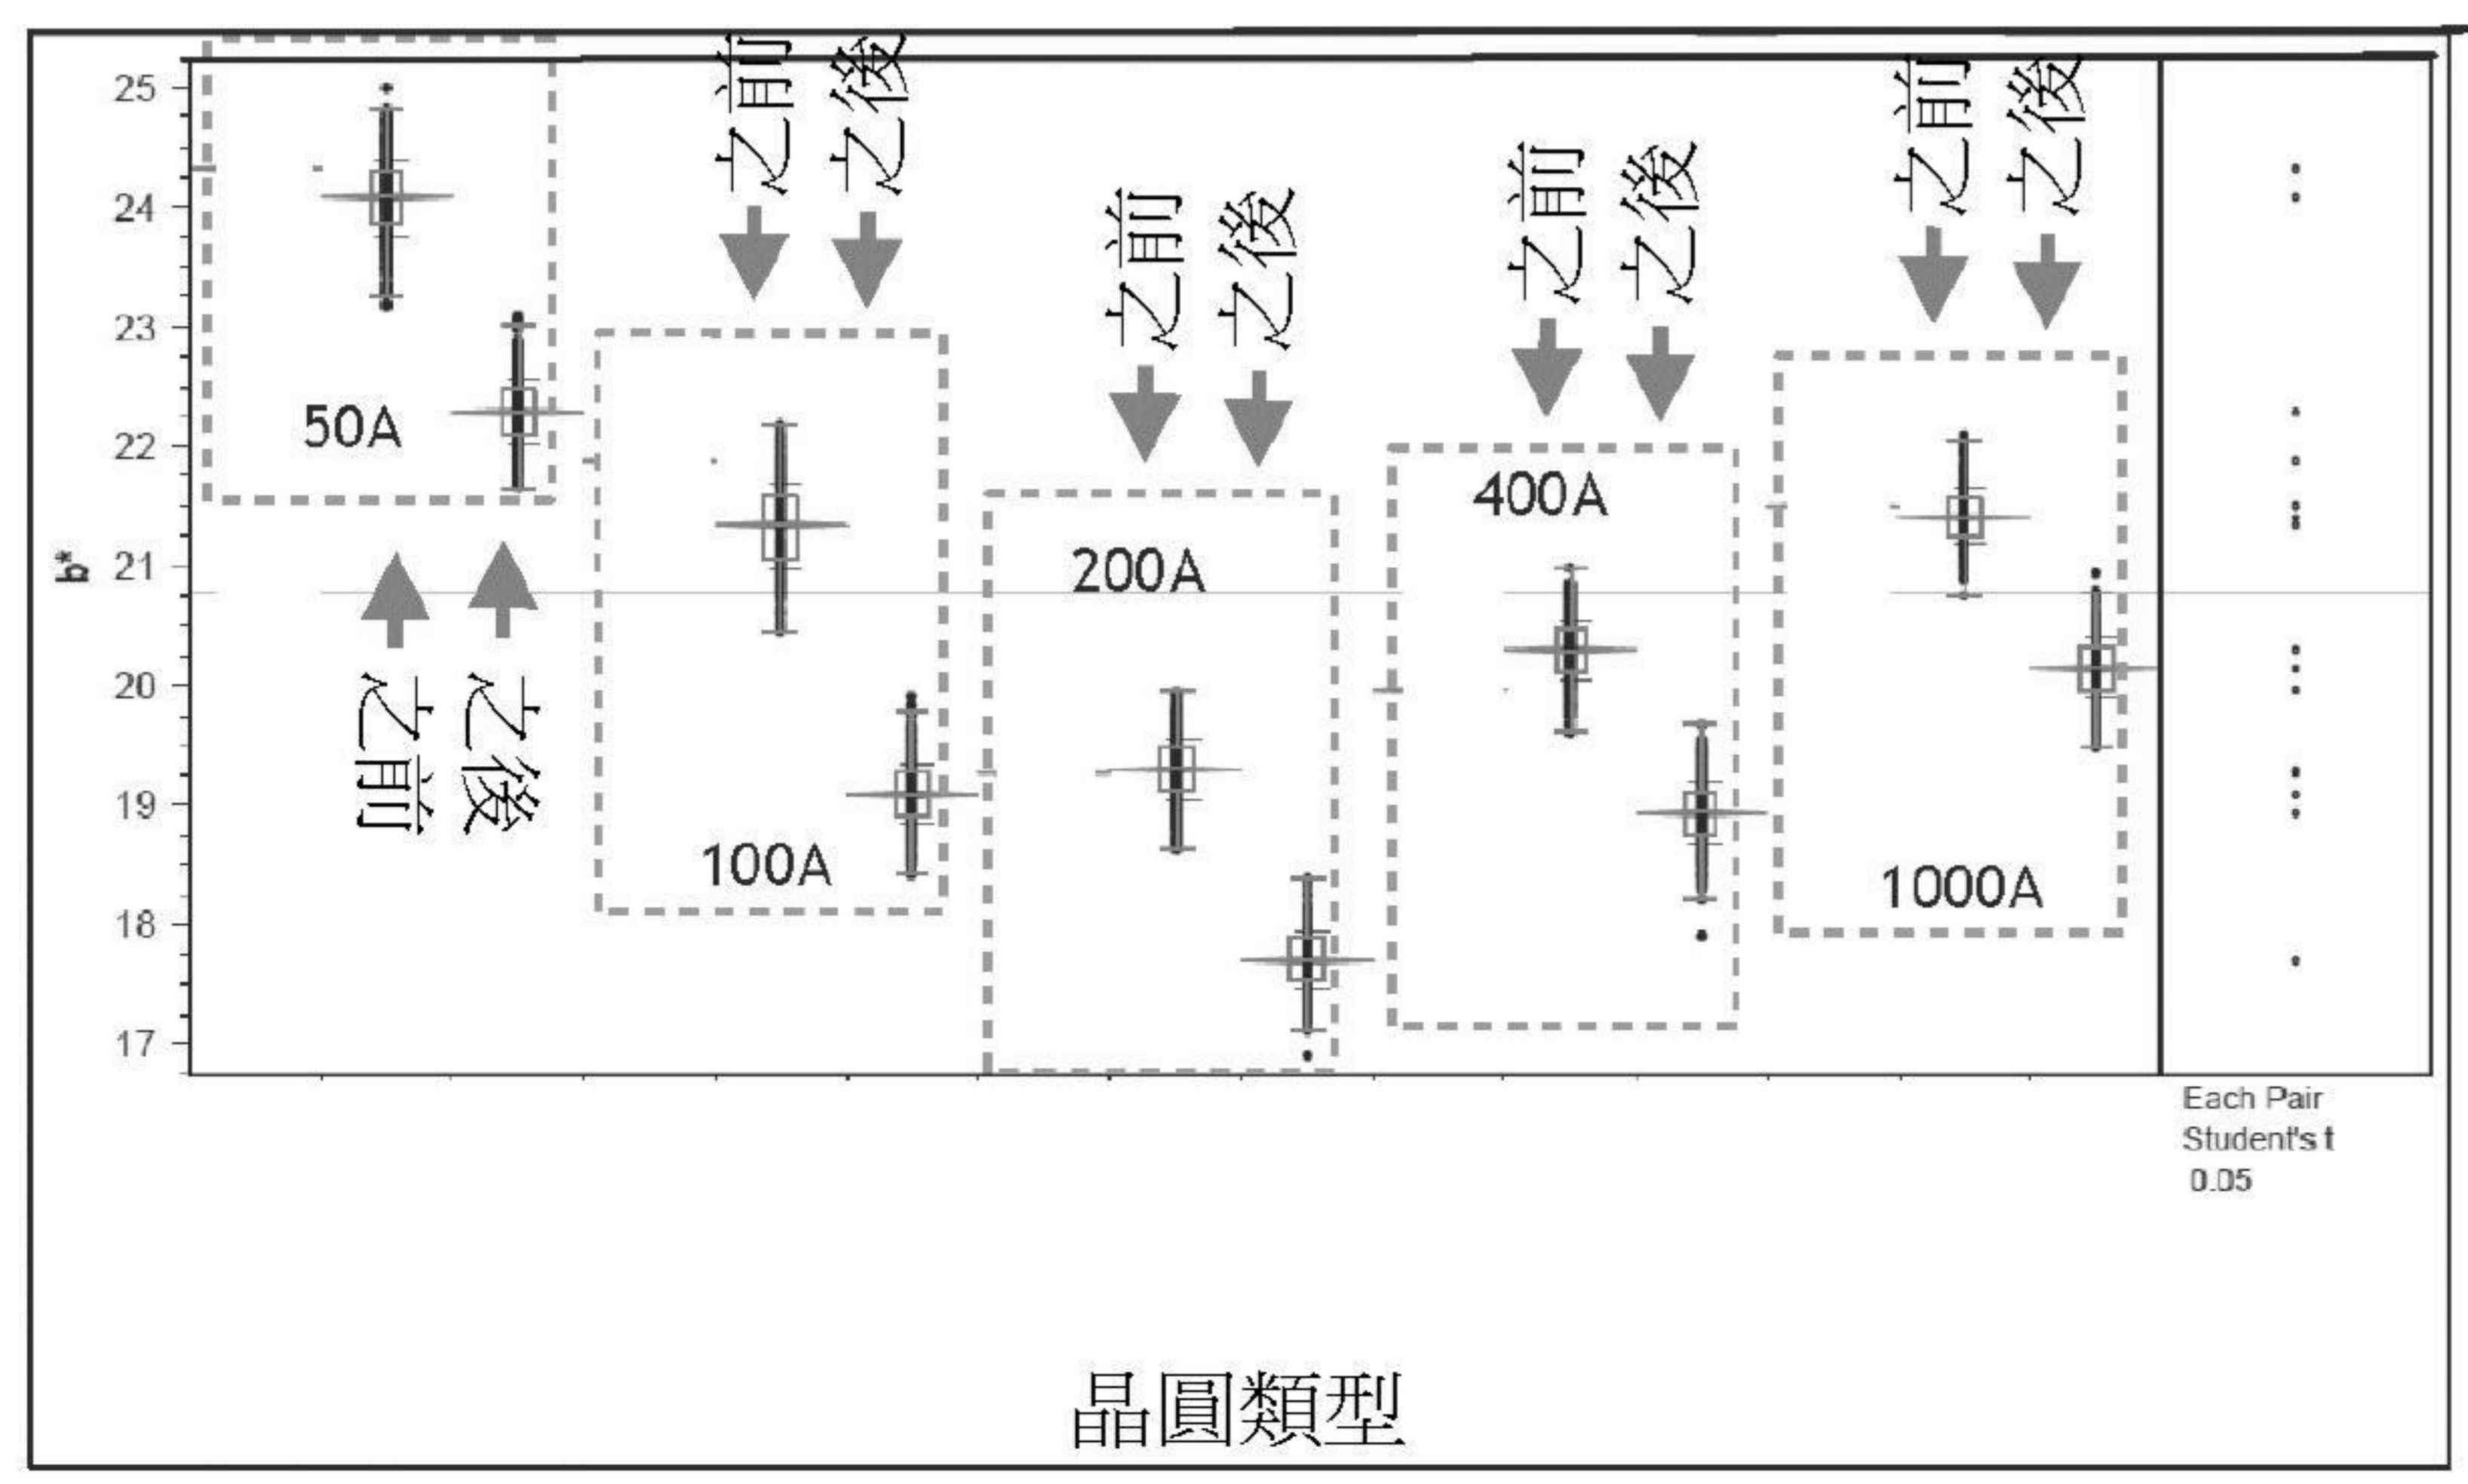 25
24
23
22
21
20
19
18
17
b*
50A
之前
之後
之前
之後
100A
之前
之後
200A
之前
之後
400A
之前
之後
1000A
Each Pair
Student's t
0.05
晶圓類型